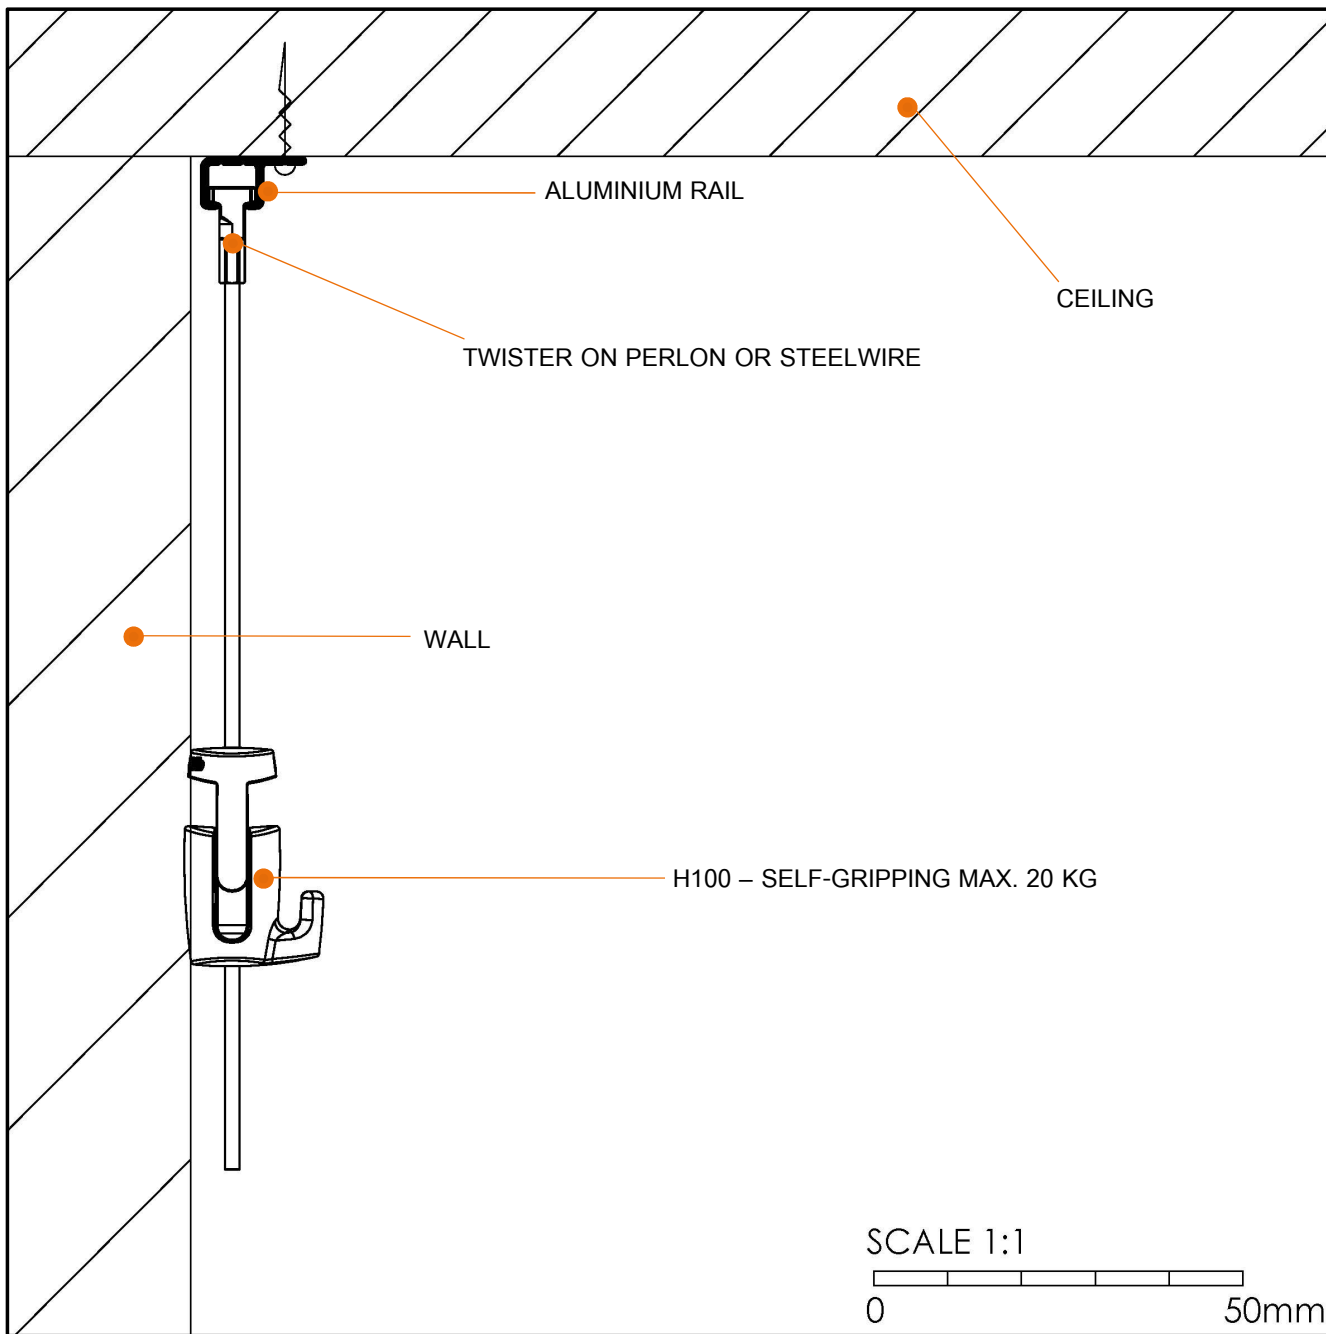 ALUMINIUM RAIL
CEILING
TWISTER ON PERLON OR STEELWIRE
WALL
H100 – SELF-GRIPPING MAX. 20 KG
SCALE 1:1
0 50mm